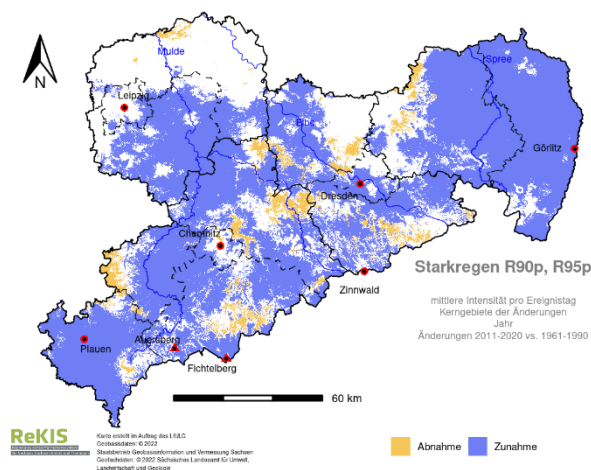 Mulde
Spree
N
Leipzig
Elbe
Görlitz
Dresden
Chemnitz
Starkregen R90p, R95p
Zinnwald
mittlere Intensität pro Ereignistag
Kerngebiete der Änderungen
Jahr
Änderungen 2011-2020 vs. 1961-1990
Auersberg
Plauen
Fichtelberg
60 km
ReKIS
Karte erstellt im Auftrag des LfULG
Geobasisdaten: © 2022
Staatsbetrieb Geobasisinformation und Vermessung Sachsen
Geofachdaten: © 2022 Sächsisches Landesamt für Umwelt,
Landwirtschaft und Geologie
Abnahme
Zunahme